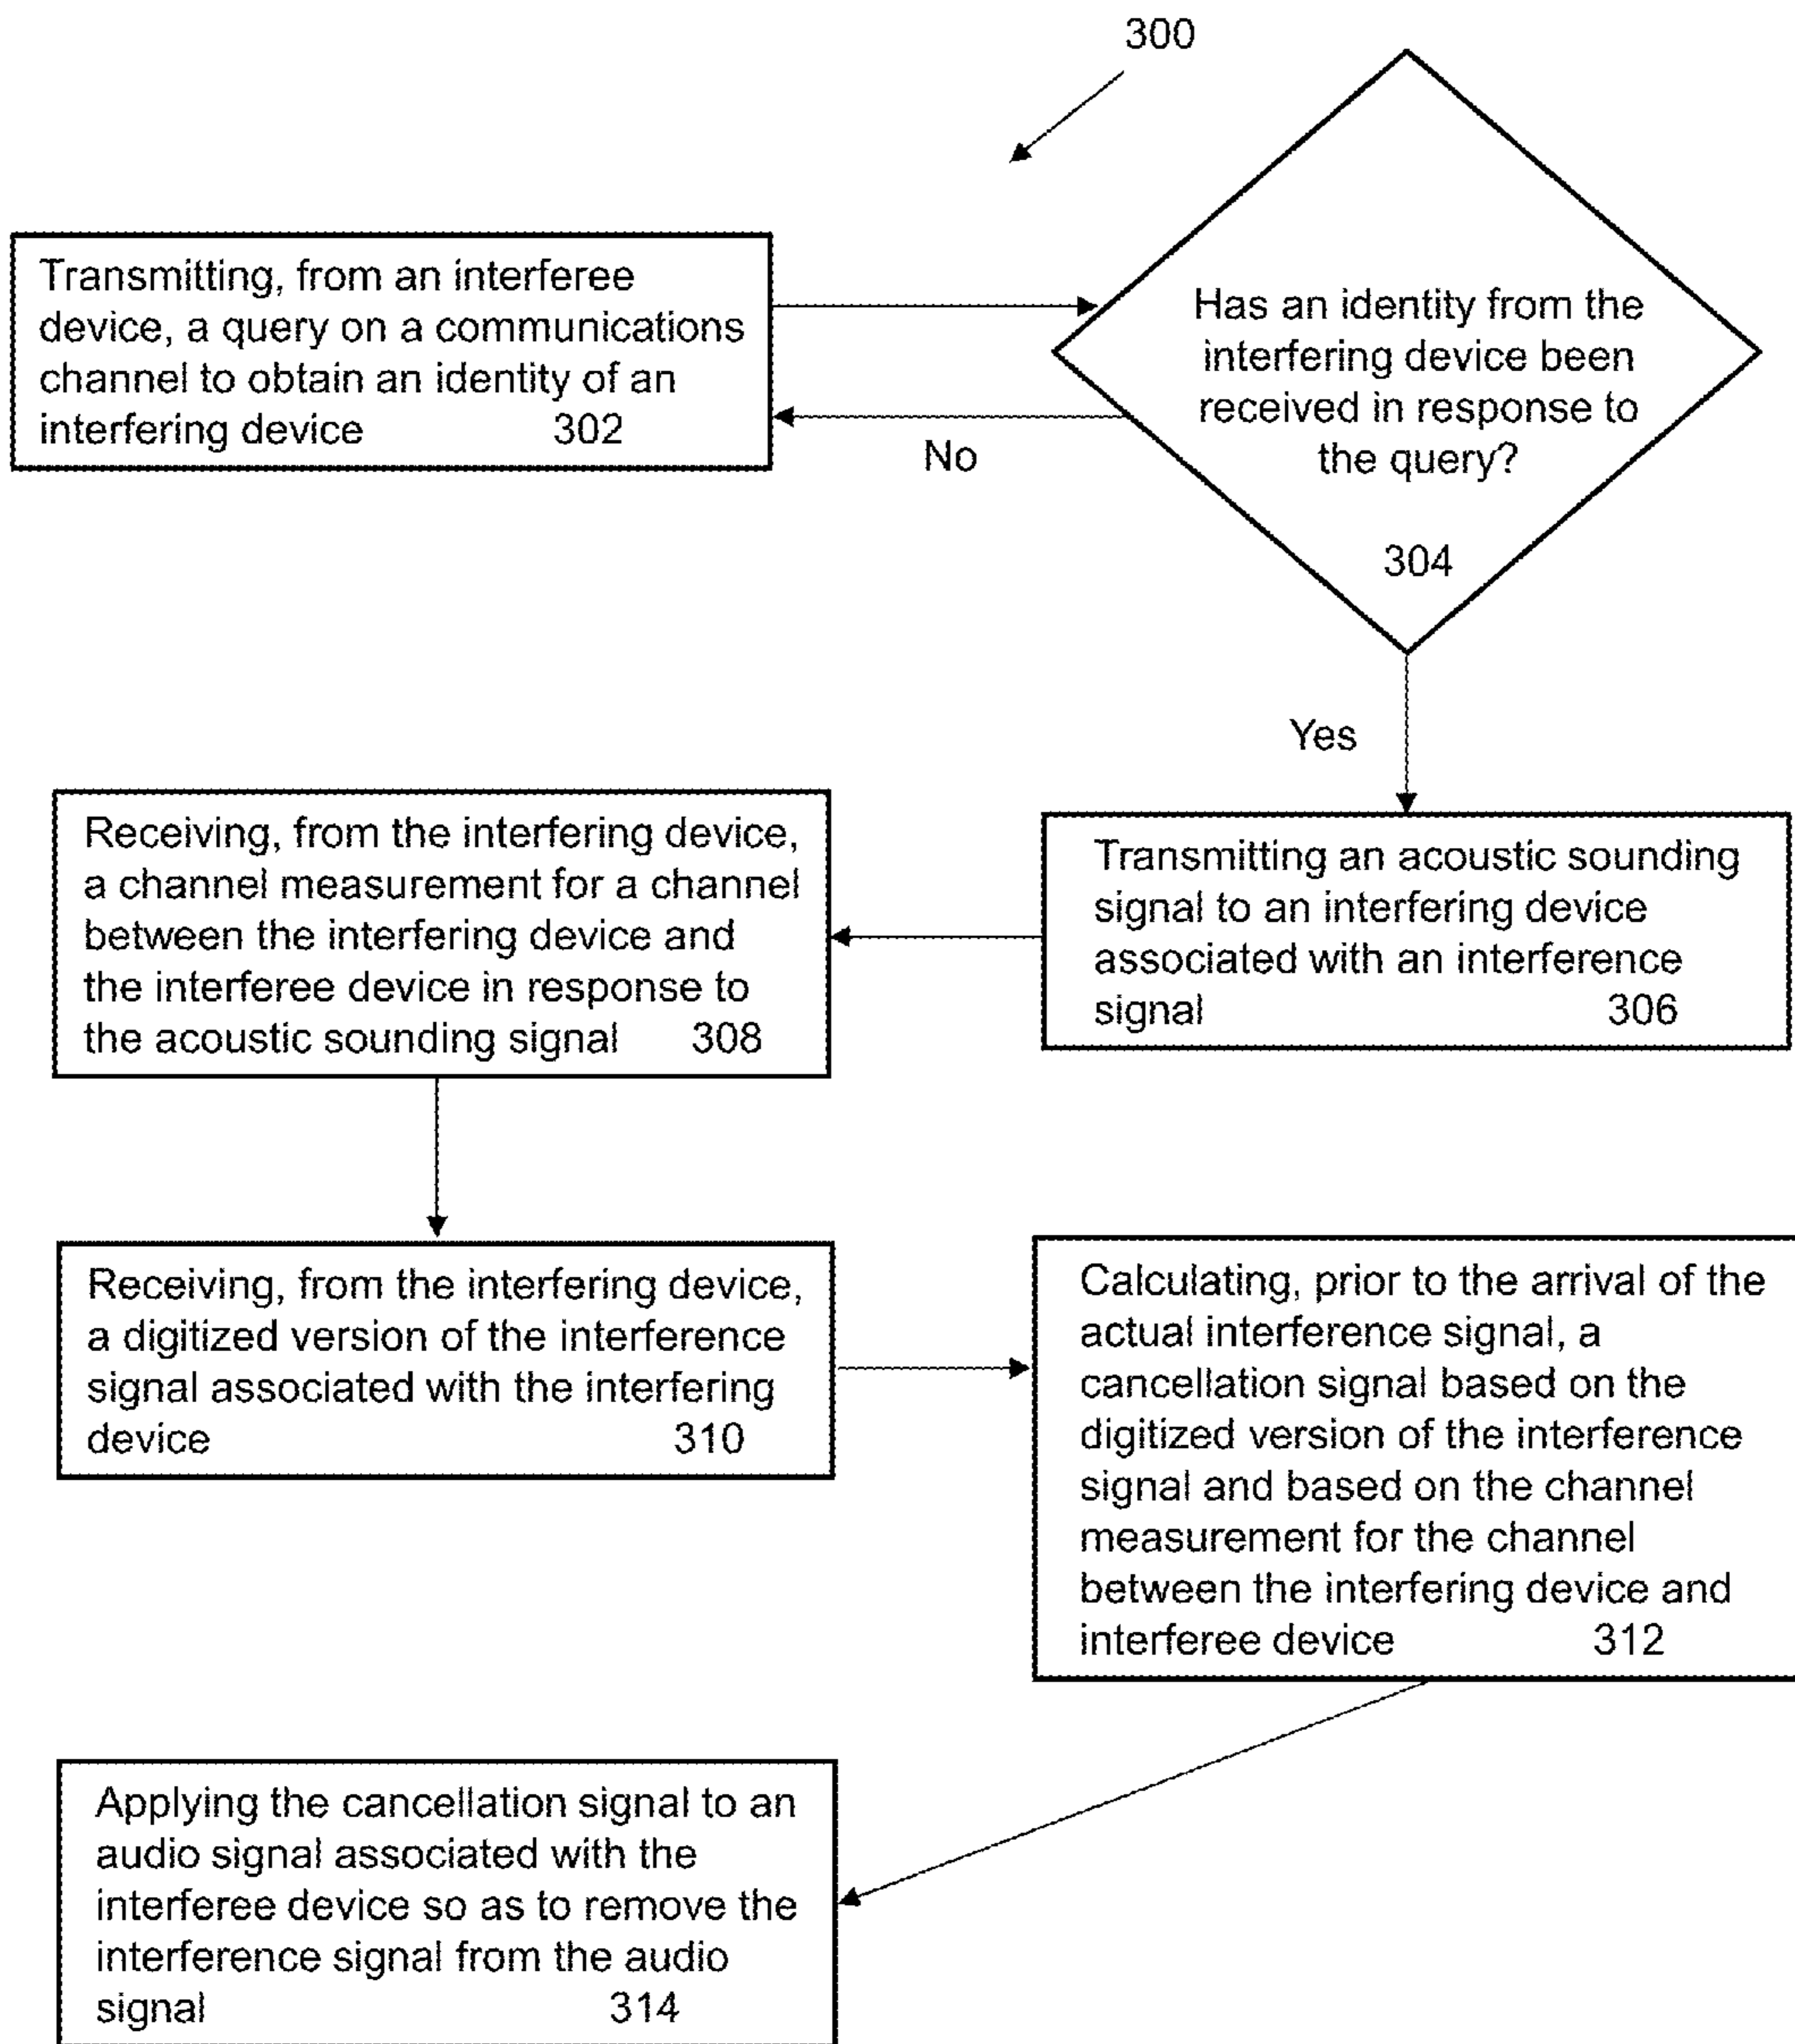 300
Transmitting, from an interferee
device, a query on a communications
channel to obtain an identity of an
interfering device 302
Has an identity from the
interfering device been
received in response to
the query?
304
No
Yes
Transmitting an acoustic sounding
signal to an interfering device
associated with an interference
signal 306
Receiving, from the interfering device,
a channel measurement for a channel
between the interfering device and
the interferee device in response to
the acoustic sounding signal 308
Receiving, from the interfering device,
a digitized version of the interference
signal associated with the interfering
device 310
Calculating, prior to the arrival of the
actual interference signal, a
cancellation signal based on the
digitized version of the interference
signal and based on the channel
measurement for the channel
between the interfering device and
interferee device 312
Applying the cancellation signal to an
audio signal associated with the
interferee device so as to remove the
interference signal from the audio
signal 314